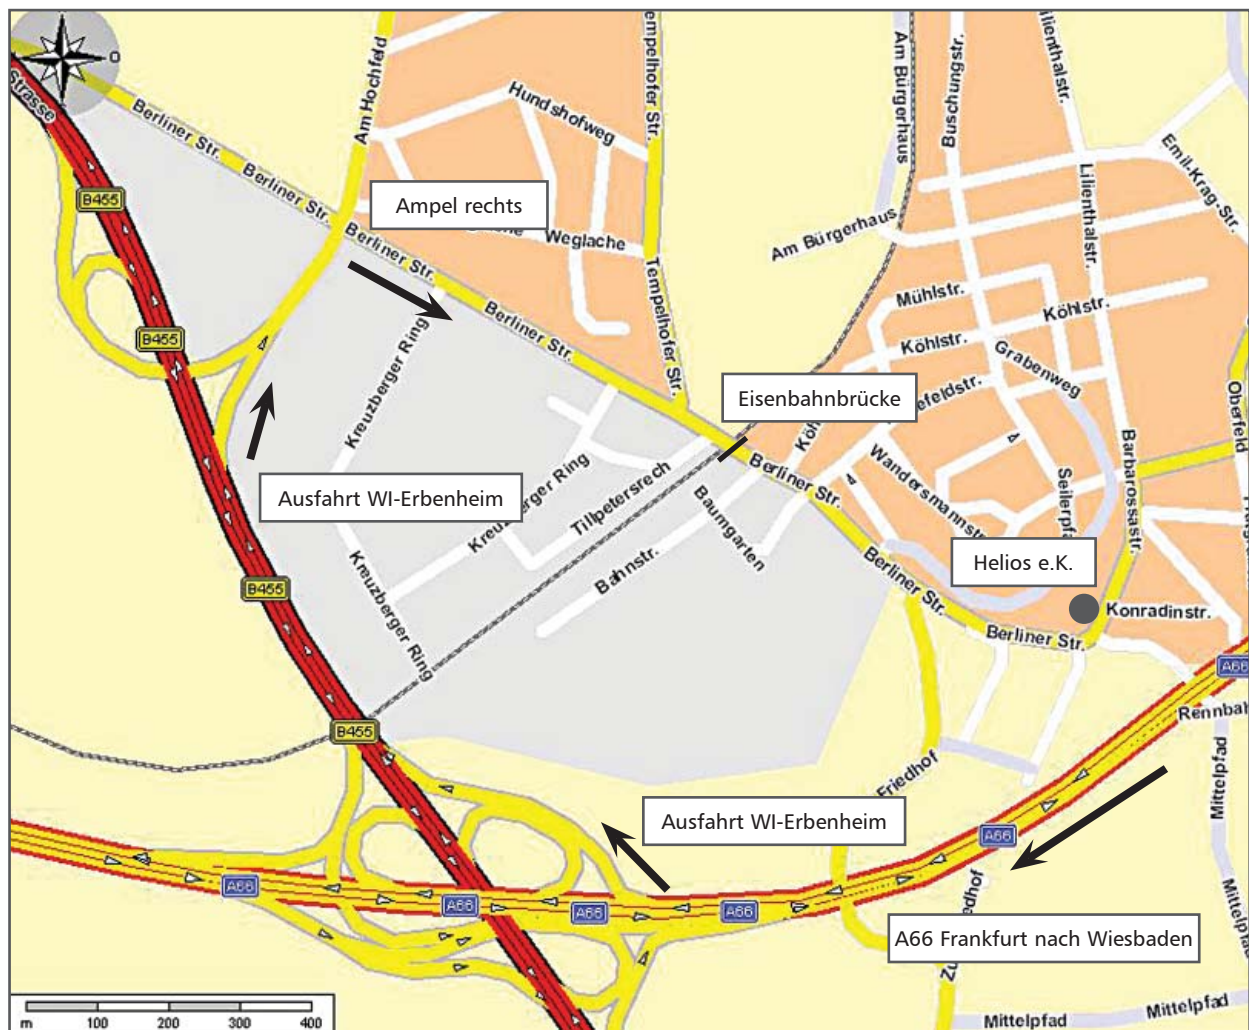 O
Strasse
Berliner Str.
Berliner Str.
Berliner Str.
Berliner Str.
Am Hochfeld
Hundshofweg
Tempelhofer Str.
Am Bürgerhaus
Buschungstr.
Lilienthalstr.
Emil-Krag-Str.
B455
Ampel rechts
Weglache
Am Bürgerhaus
Lilienthalstr.
Tempelhofer Str.
Mühlstr.
Köhlstr.
Köhlstr.
Grabenweg
B455
Kreuzberger Ring
Eisenbahnbrücke
Oberfeld
Ausfahrt WI-Erbenheim
Kreuzberger Ring
Tillpetersrech
Berliner Str.
Wandersmannstr.
Barbarossastr.
Baumgarten
Bahnstr.
Kreuzberger Ring
Berliner Str.
Helios e.K.
B455
Konradinstr.
Berliner Str.
A66
B455
Friedhof
Mittelpfad
Ausfahrt WI-Erbenheim
A66
A66
A66
A66
A66
A66 Frankfurt nach Wiesbaden
Mittelpfad
Mittelpfad
Mittelpfad
m 100 200 300 400